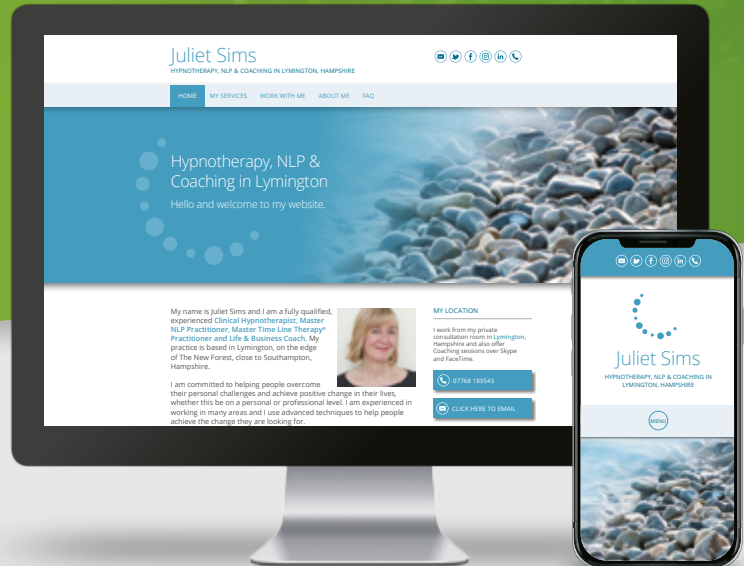 Juliet Sims
HYPNOTHERAPY, NLP & COACHING IN LYMINGTON, HAMPSHIRE
HOME MY SERVICES WORK WITH ME ABOUT ME FAQ
Hypnotherapy, NLP &
Coaching in Lymington
Hello and welcome to my website.
My name is Juliet Sims and I am a fully qualified,
experienced Clinical Hypnotherapist, Master
NLP Practitioner, Master Time Line Therapy®
Practitioner and Life & Business Coach. My
practice is based in Lymington, on the edge
of The New Forest, close to Southampton,
Hampshire.
I am committed to helping people overcome
their personal challenges and achieve positive change in their lives,
whether this be on a personal or professional level. I am experienced in
working in many areas and I use advanced techniques to help people
achieve the change they are looking for.
MY LOCATION
I work from my private
consultation room in Lymington,
Hampshire and also offer
Coaching sessions over Skype
and FaceTime.
07768 183543
CLICK HERE TO EMAIL
Juliet Sims
HYPNOTHERAPY, NLP & COACHING IN
LYMINGTON, HAMPSHIRE
MENU